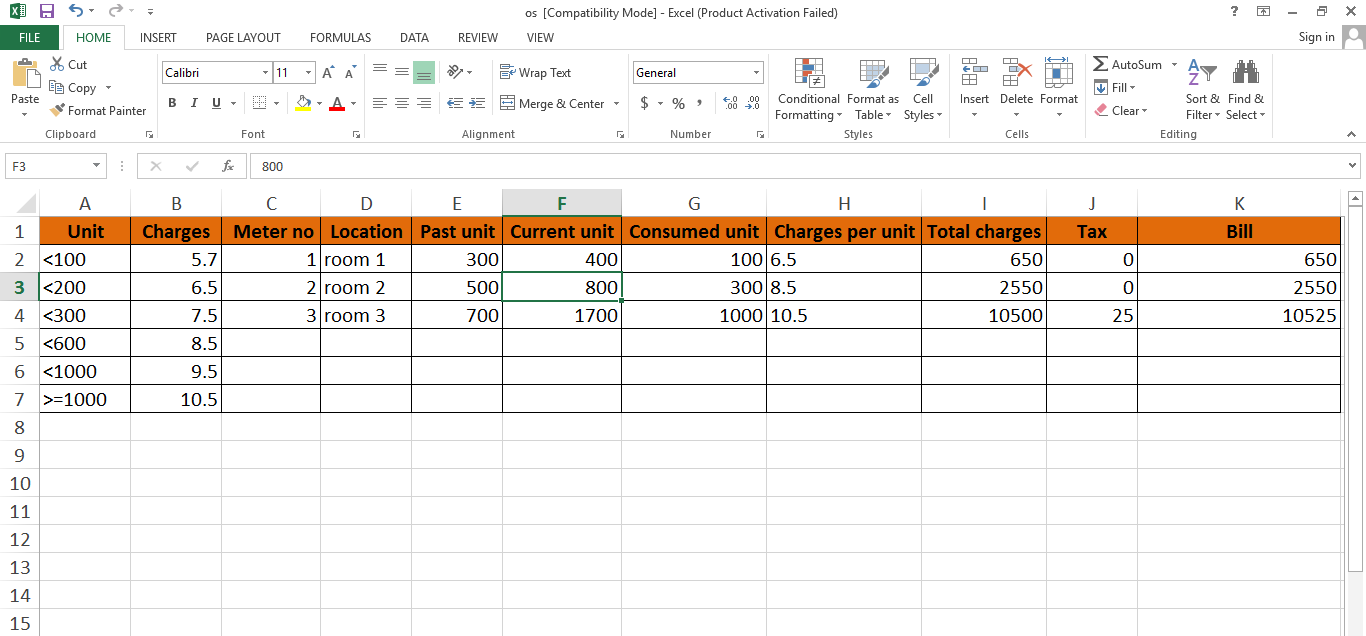 os [Compatibility Mode] - Excel (Product Activation Failed)
?
FILE HOME INSERT PAGE LAYOUT FORMULAS DATA REVIEW VIEW Sign in
Paste
Cut
Copy
Format Painter
Clipboard
Calibri 11 A A
B I U A
Font
Wrap Text
Merge & Center
Alignment
General
$ % , .0 .00 .00 .0
Number
Conditional Formatting
Format as Table
Cell Styles
Styles
Insert Delete Format
Cells
AutoSum
Fill
Clear
Sort & Filter
Find & Select
Editing
F3 fx 800
A B C D E F G H I J K
1 Unit Charges Meter no Location Past unit Current unit Consumed unit Charges per unit Total charges Tax Bill
2 <100 5.7 1 room 1 300 400 100 6.5 650 0 650
3 <200 6.5 2 room 2 500 800 300 8.5 2550 0 2550
4 <300 7.5 3 room 3 700 1700 1000 10.5 10500 25 10525
5 <600 8.5
6 <1000 9.5
7 >=1000 10.5
8
9
10
11
12
13
14
15